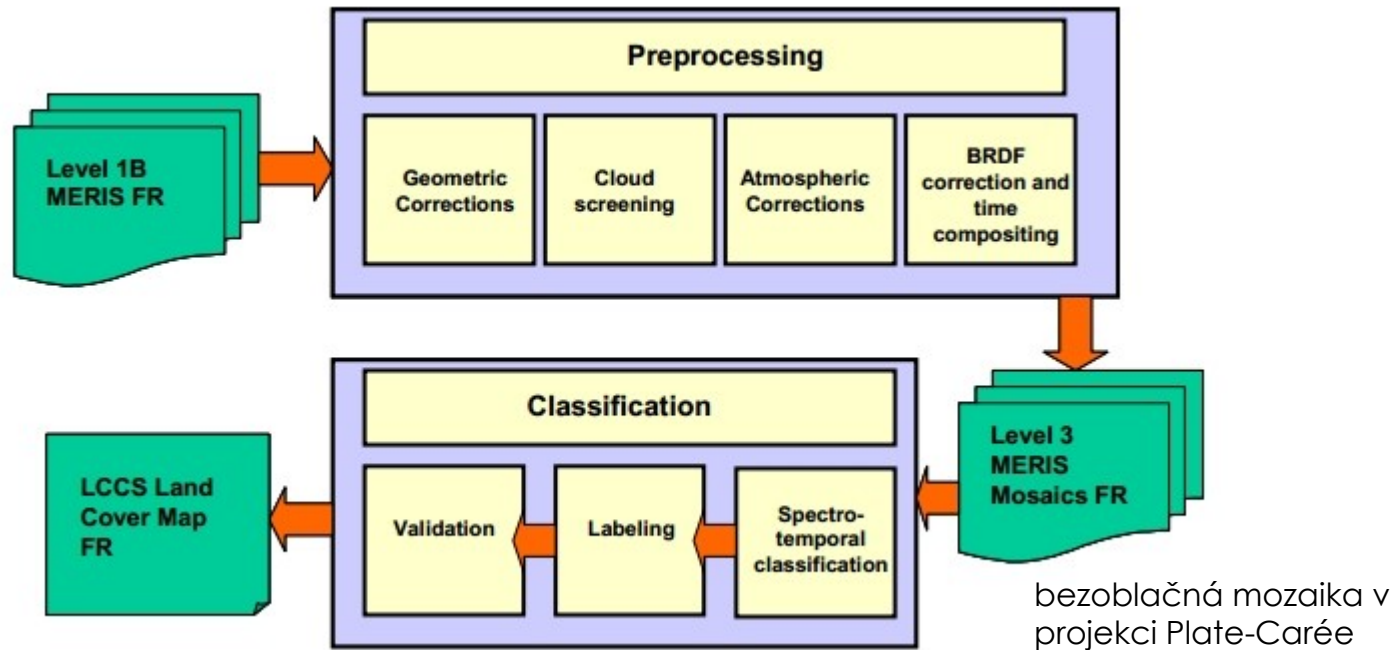 Preprocessing
Level 1B
MERIS FR
Geometric
Corrections
Cloud
screening
Atmospheric
Corrections
BRDF
correction and
time
compositing
Level 3
MERIS
Mosaics FR
bezoblačná mozaika v
projekci Plate-Carée
Classification
Spectro-
temporal
classification
Labeling
Validation
LCCS Land
Cover Map
FR